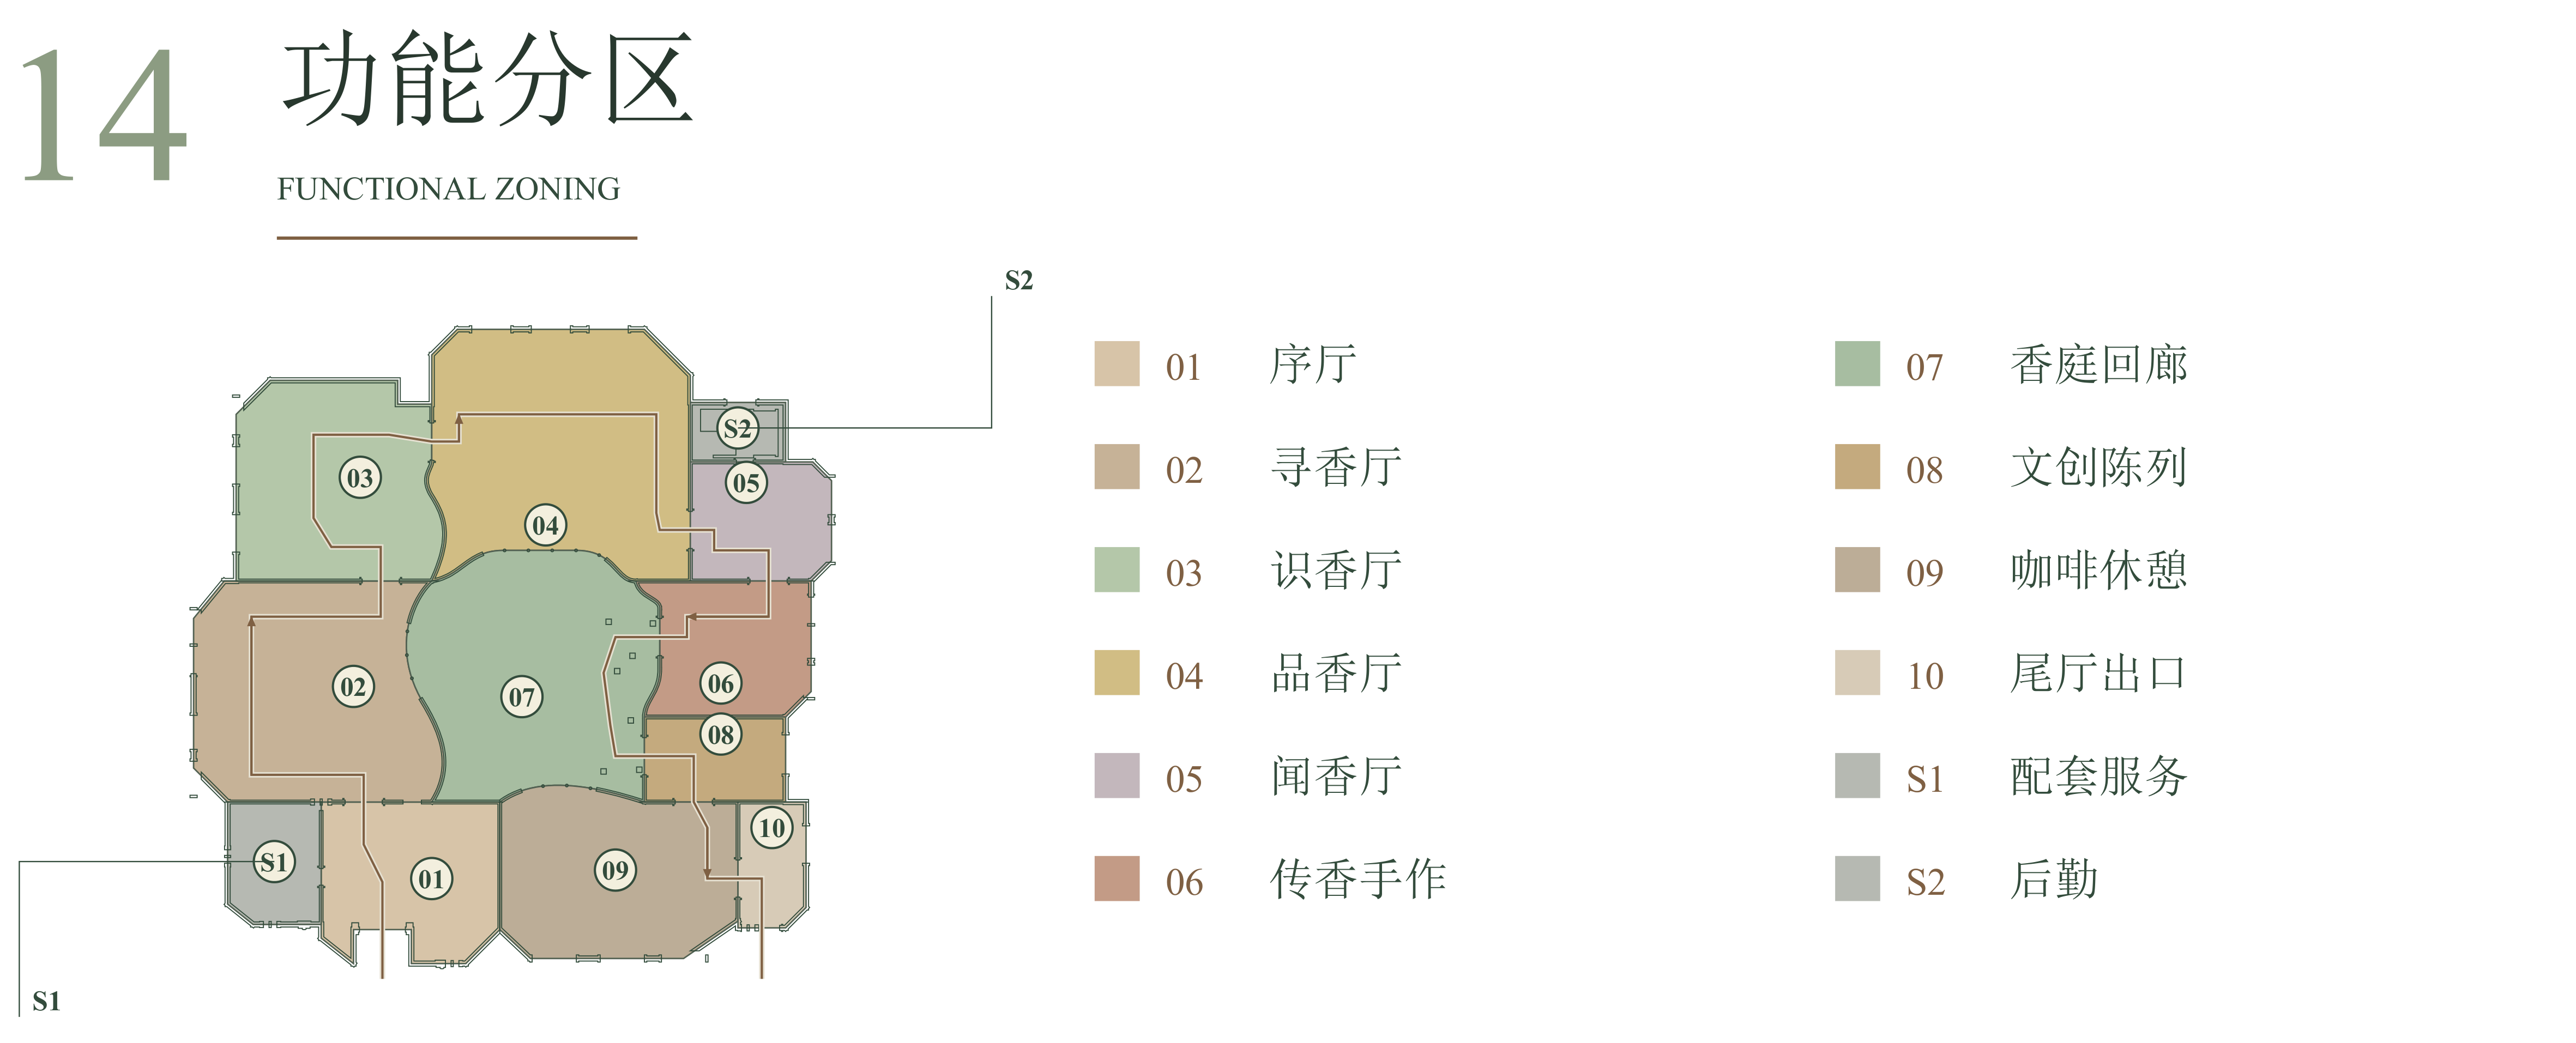 14
功能分区
FUNCTIONAL ZONING
S2
S2
03
05
04
02
07
06
08
10
S1
01
09
S1
01 序厅
02 寻香厅
03 识香厅
04 品香厅
05 闻香厅
06 传香手作
07 香庭回廊
08 文创陈列
09 咖啡休憩
10 尾厅出口
S1 配套服务
S2 后勤